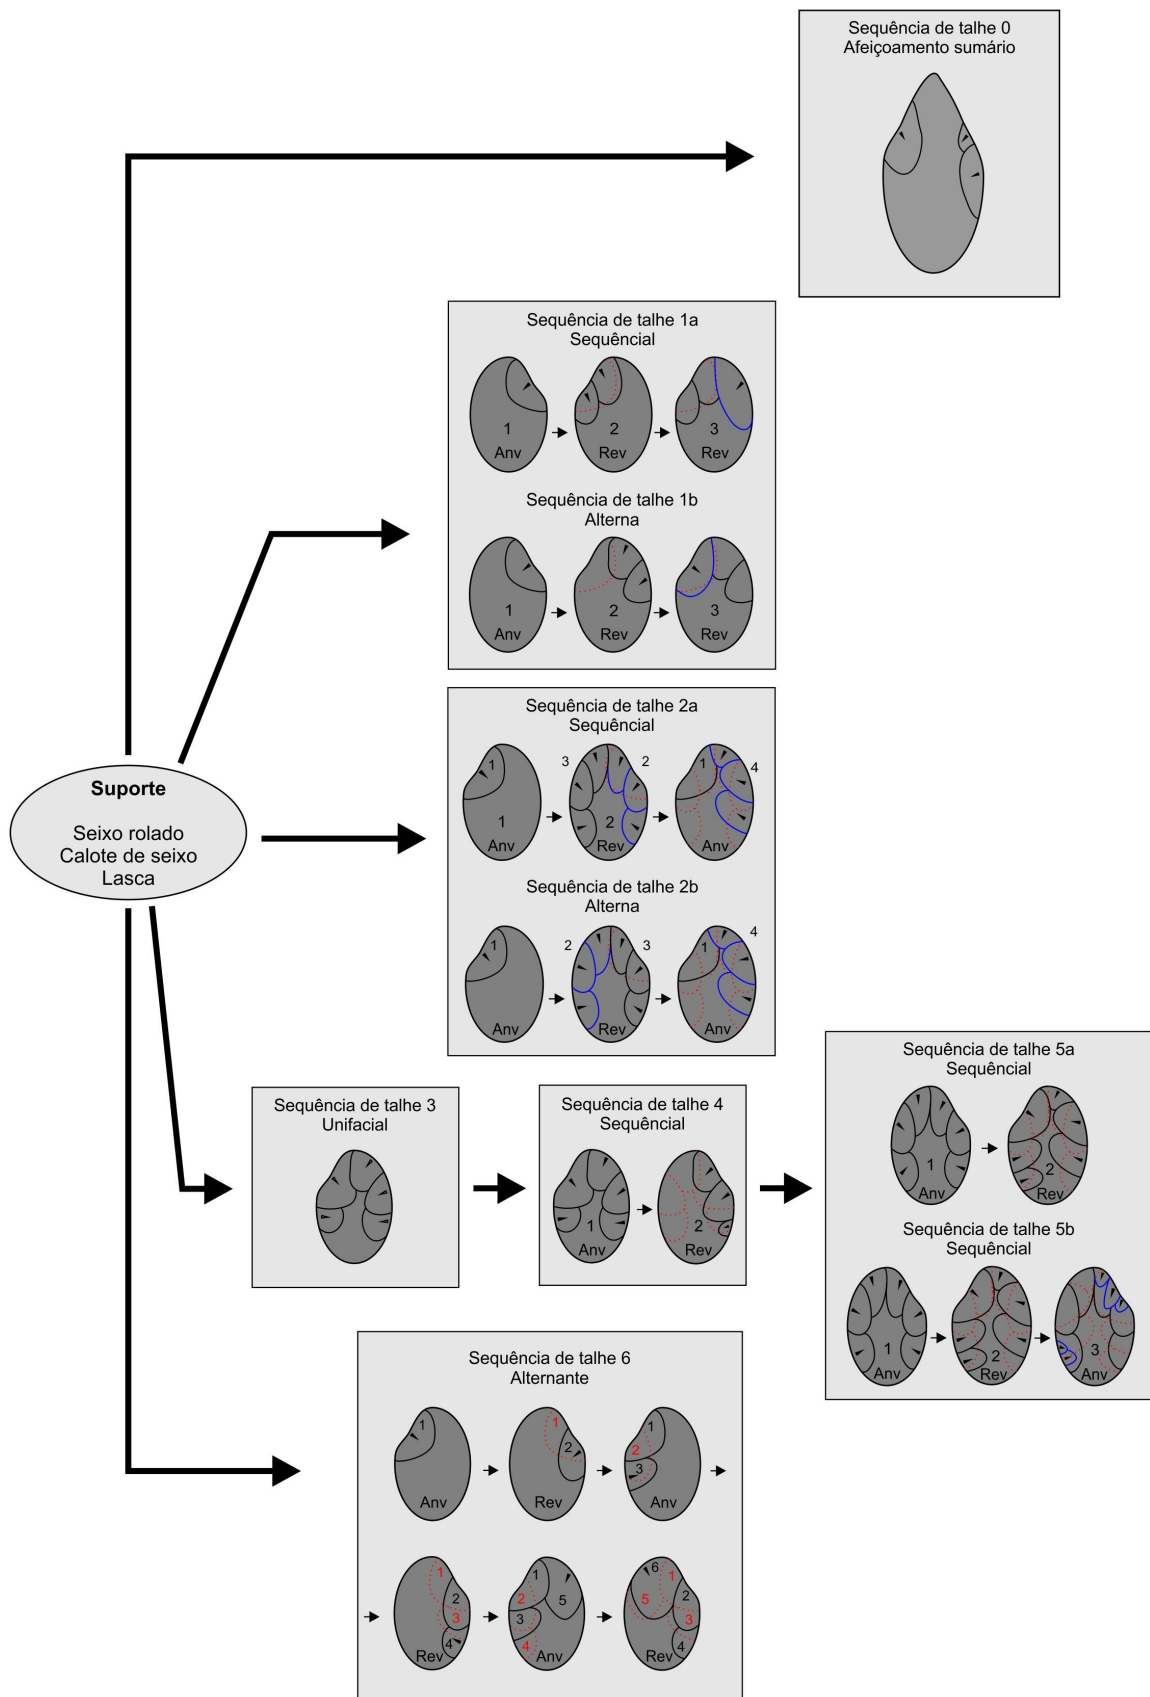 Sequência de talhe 0
Afeiçoamento sumário
Sequência de talhe 1a
Sequêncial
1
Anv
2
Rev
3
Rev
Sequência de talhe 1b
Alterna
1
Anv
2
Rev
3
Rev
Suporte
Seixo rolado
Calote de seixo
Lasca
Sequência de talhe 2a
Sequêncial
1
1
Anv
3
2
2
Rev
1
4
Anv
Sequência de talhe 2b
Alterna
1
Anv
2
3
Rev
1
4
Anv
Sequência de talhe 3
Unifacial
Sequência de talhe 4
Sequêncial
1
Anv
2
Rev
Sequência de talhe 5a
Sequêncial
1
Anv
2
Rev
Sequência de talhe 5b
Sequêncial
1
Anv
2
Rev
3
Anv
Sequência de talhe 6
Alternante
1
Anv
1
2
Rev
1
2
3
Anv
1
2
3
4
Rev
1
2
5
3
4
Anv
6
1
5
2
3
4
Rev